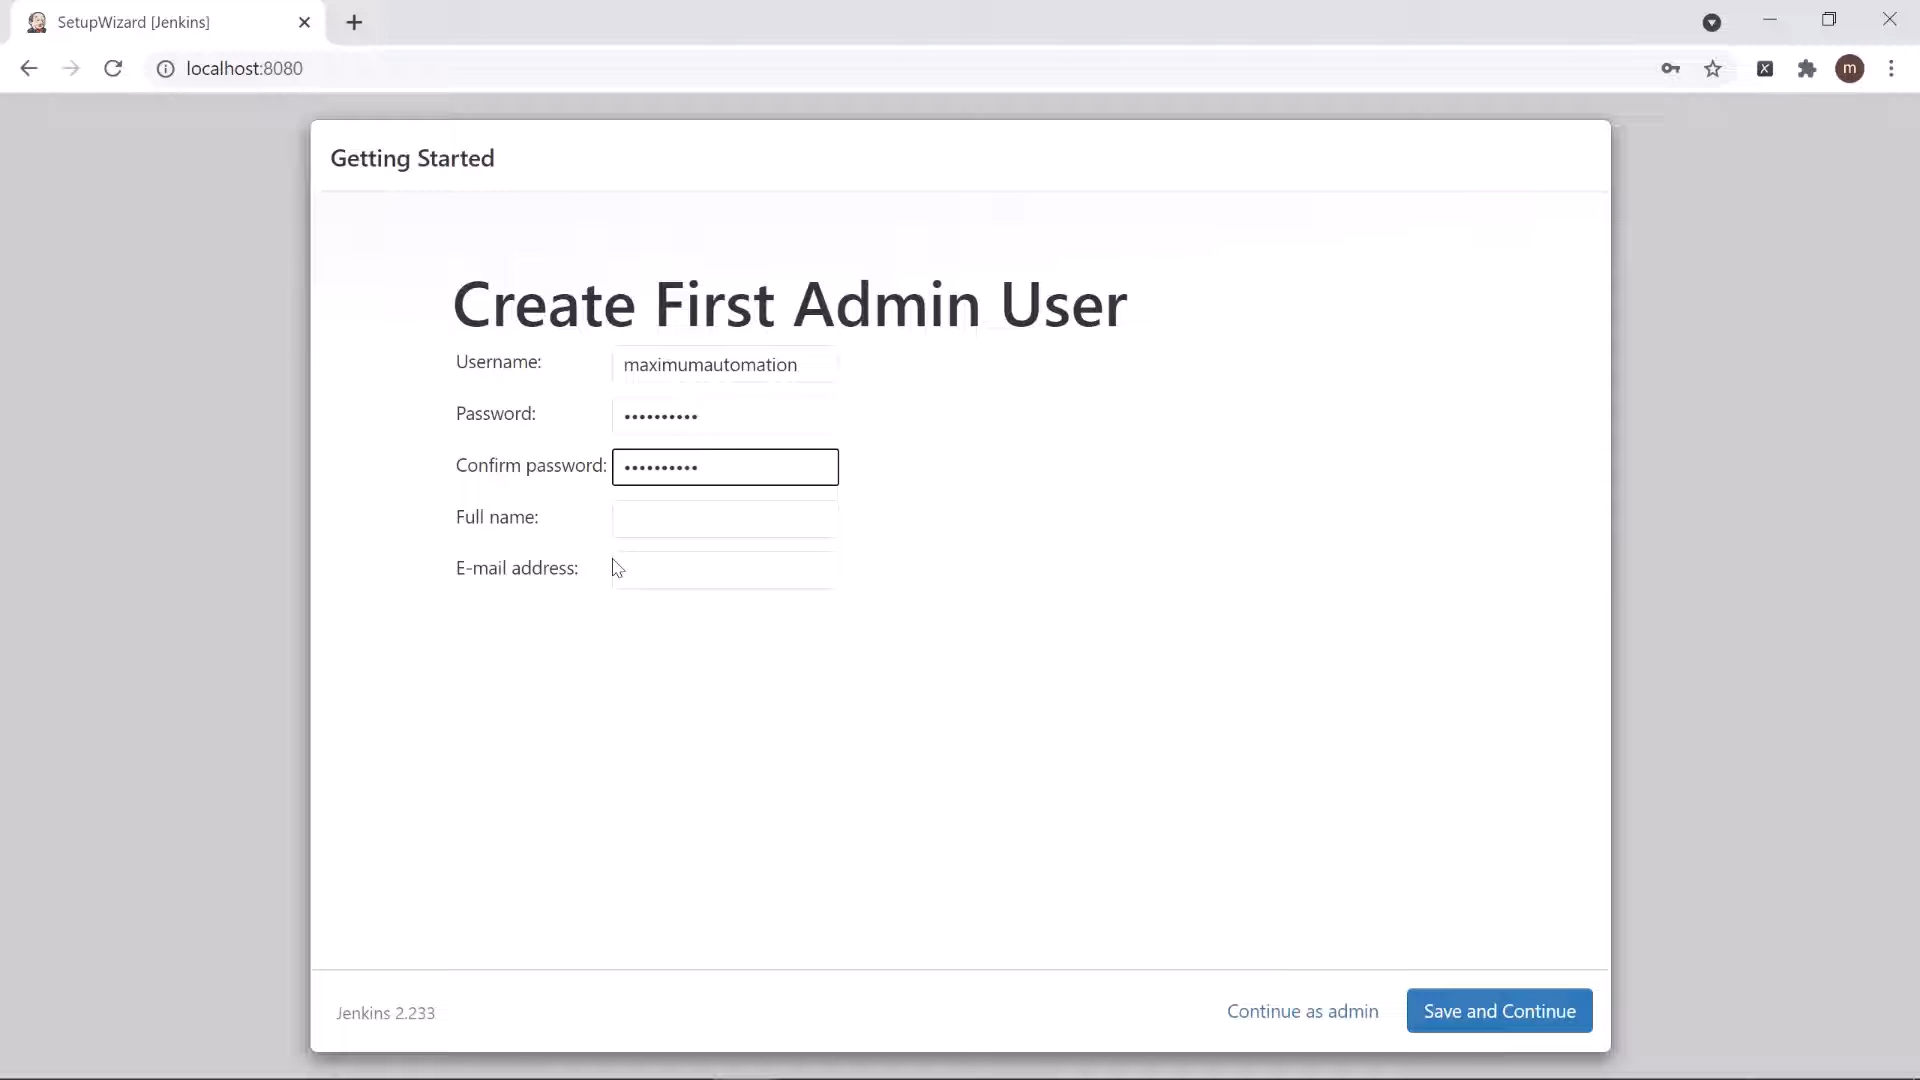 SetupWizard [Jenkins]
localhost:8080
m
Getting Started
Create First Admin User
Username: maximumautomation
Password: ••••••••••
Confirm password: ••••••••••
Full name:
E-mail address:
Jenkins 2.233
Continue as admin
Save and Continue